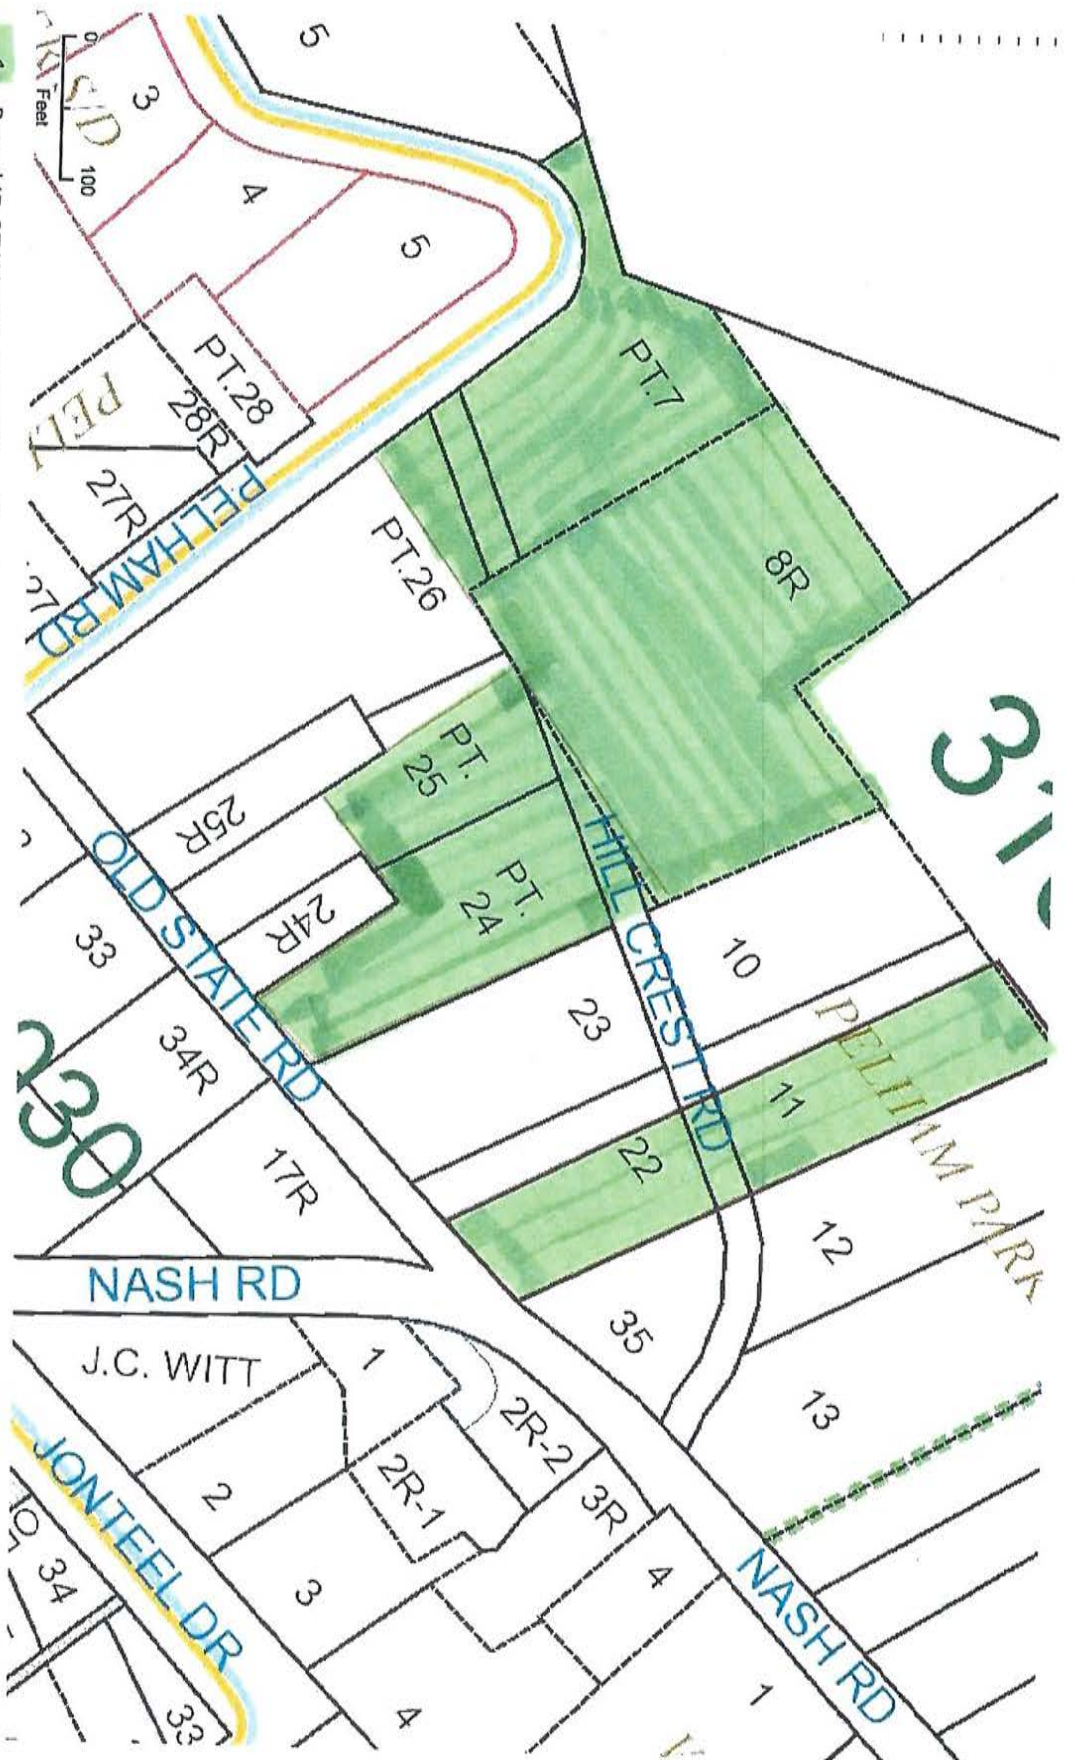 5
0
100
Feet
S/D
3
4
5
PT.28
28R
27R
27
PELHAM RD
PT.7
8R
PT.26
PT.
25
PT.
24
25R
24R
OLD STATE RD
HILL CREST RD
10
23
11
22
12
13
35
33
34R
17R
NASH RD
J.C. WITT
1
2R-2
2R-1
3R
2
3
4
4
1
NASH RD
JONTEEL DR
34
33